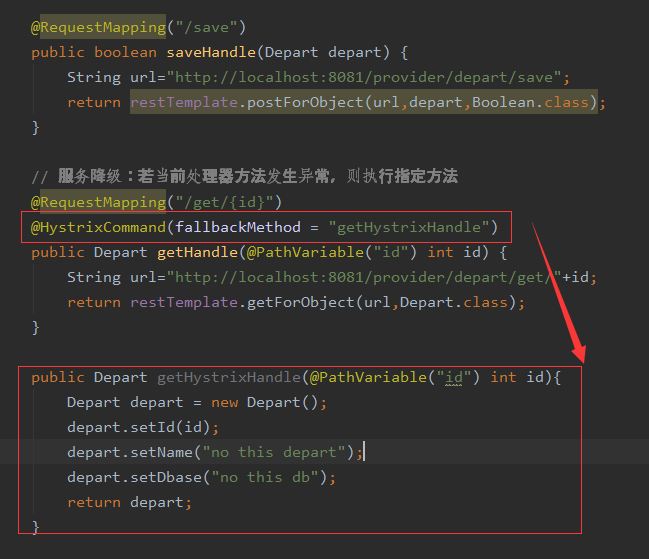 @RequestMapping("/save")
public boolean saveHandle(Depart depart) {
String url="http://localhost:8081/provider/depart/save";
return restTemplate.postForObject(url,depart,Boolean.class);
}
// 服务降级：若当前处理器方法发生异常，则执行指定方法
@RequestMapping("/get/{id}")
@HystrixCommand(fallbackMethod = "getHystrixHandle")
public Depart getHandle(@PathVariable("id") int id) {
String url="http://localhost:8081/provider/depart/get/"+id;
return restTemplate.getForObject(url,Depart.class);
}
public Depart getHystrixHandle(@PathVariable("id") int id){
Depart depart = new Depart();
depart.setId(id);
depart.setName("no this depart");
depart.setDbase("no this db");
return depart;
}